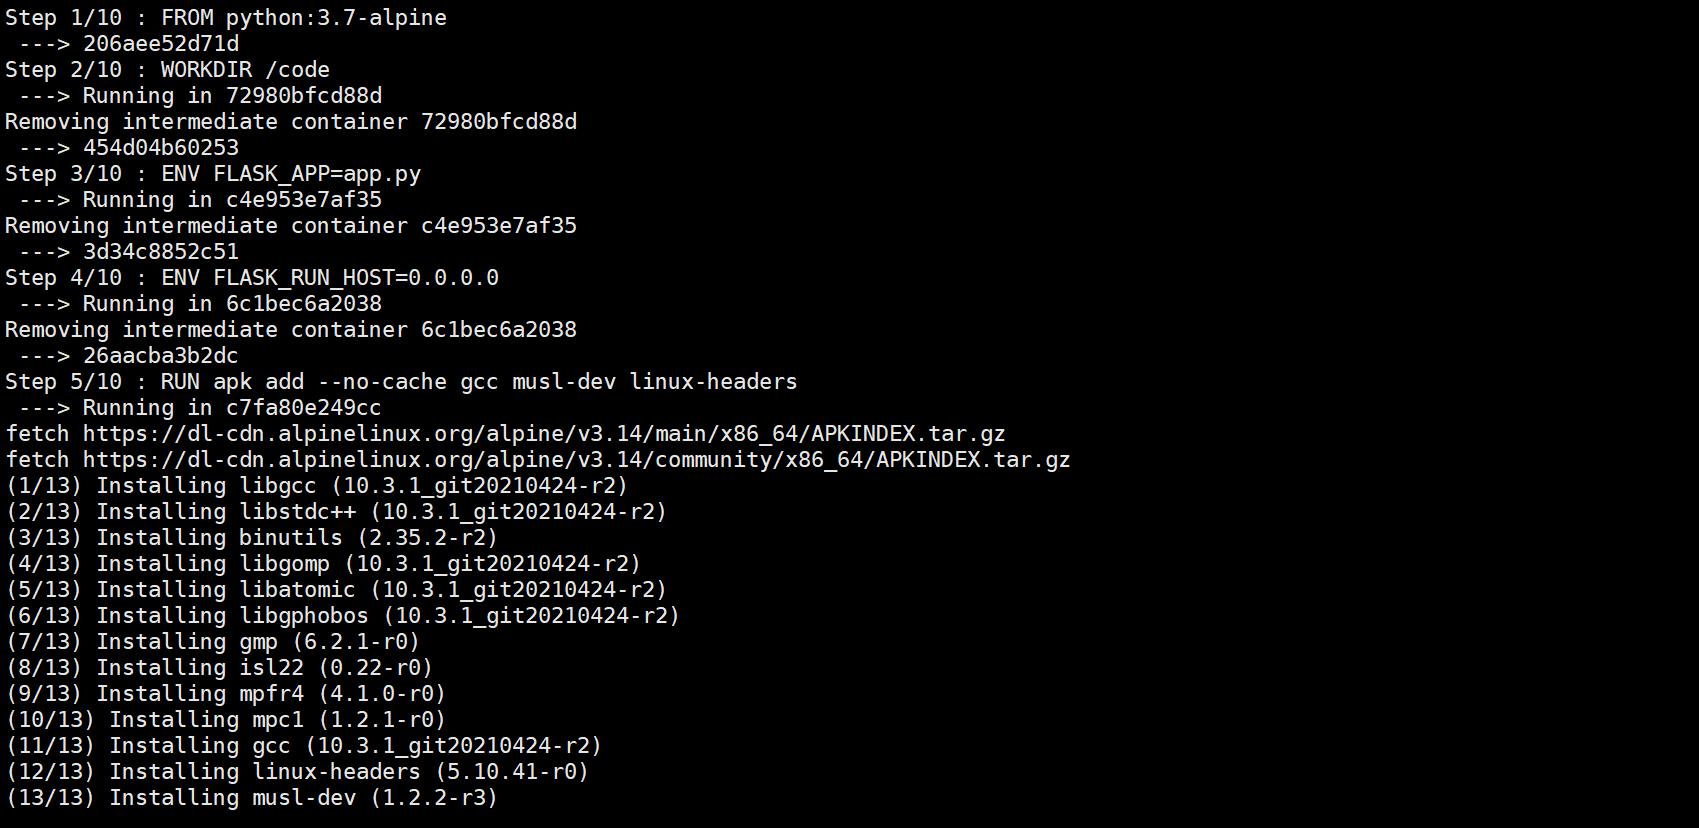 Step 1/10 : FROM python:3.7-alpine
 ---> 206aee52d71d
Step 2/10 : WORKDIR /code
 ---> Running in 72980bfcd88d
Removing intermediate container 72980bfcd88d
 ---> 454d04b60253
Step 3/10 : ENV FLASK_APP=app.py
 ---> Running in c4e953e7af35
Removing intermediate container c4e953e7af35
 ---> 3d34c8852c51
Step 4/10 : ENV FLASK_RUN_HOST=0.0.0.0
 ---> Running in 6c1bec6a2038
Removing intermediate container 6c1bec6a2038
 ---> 26aacba3b2dc
Step 5/10 : RUN apk add --no-cache gcc musl-dev linux-headers
 ---> Running in c7fa80e249cc
fetch https://dl-cdn.alpinelinux.org/alpine/v3.14/main/x86_64/APKINDEX.tar.gz
fetch https://dl-cdn.alpinelinux.org/alpine/v3.14/community/x86_64/APKINDEX.tar.gz
(1/13) Installing libgcc (10.3.1_git20210424-r2)
(2/13) Installing libstdc++ (10.3.1_git20210424-r2)
(3/13) Installing binutils (2.35.2-r2)
(4/13) Installing libgomp (10.3.1_git20210424-r2)
(5/13) Installing libatomic (10.3.1_git20210424-r2)
(6/13) Installing libgphobos (10.3.1_git20210424-r2)
(7/13) Installing gmp (6.2.1-r0)
(8/13) Installing isl22 (0.22-r0)
(9/13) Installing mpfr4 (4.1.0-r0)
(10/13) Installing mpc1 (1.2.1-r0)
(11/13) Installing gcc (10.3.1_git20210424-r2)
(12/13) Installing linux-headers (5.10.41-r0)
(13/13) Installing musl-dev (1.2.2-r3)